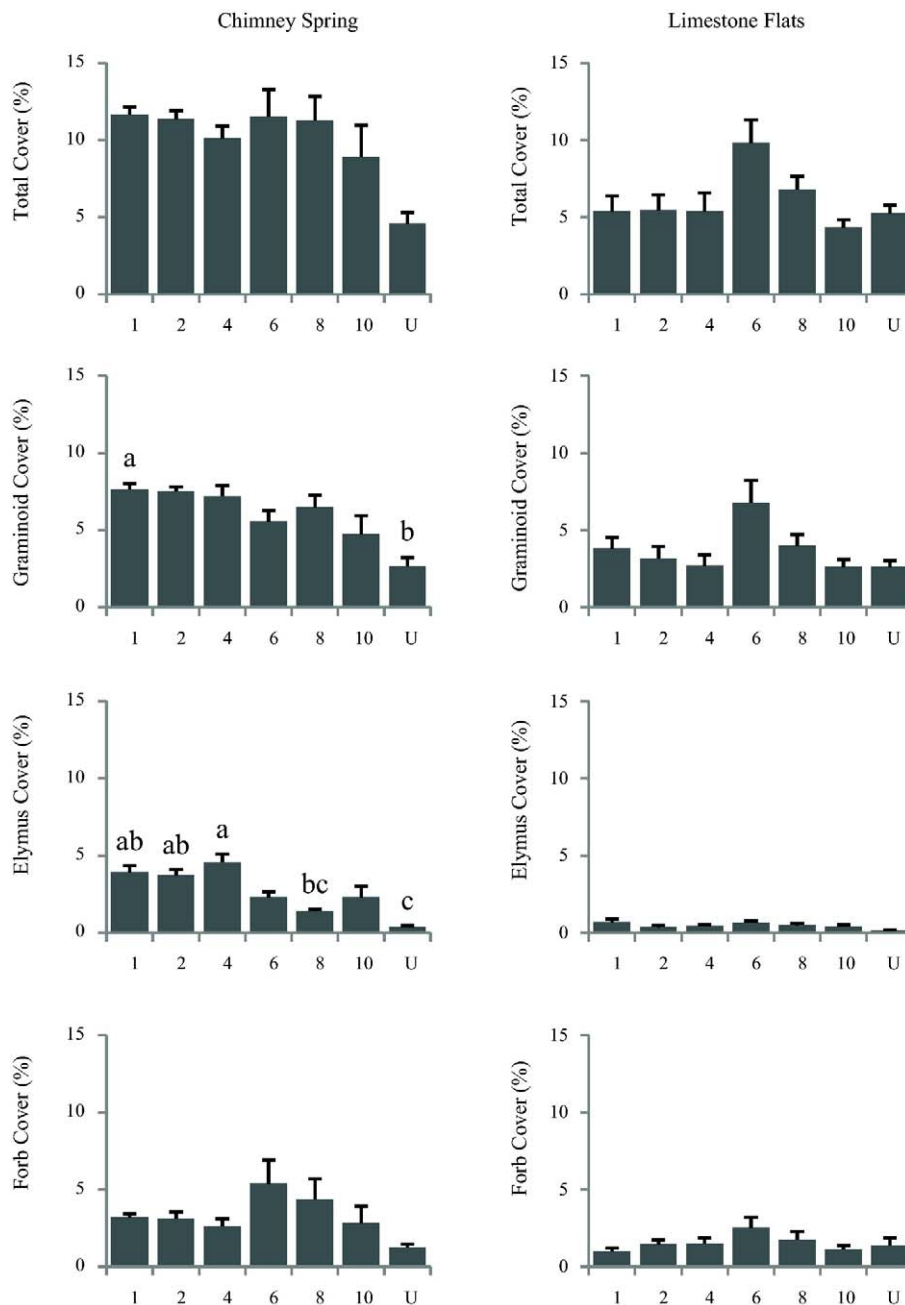 Chimney Spring
Limestone Flats
Total Cover (%)
15
10
5
0
1 2 4 6 8 10 U
Total Cover (%)
15
10
5
0
1 2 4 6 8 10 U
Graminoid Cover (%)
15
10
5
0
a
b
1 2 4 6 8 10 U
Graminoid Cover (%)
15
10
5
0
1 2 4 6 8 10 U
Elymus Cover (%)
15
10
5
0
ab ab a bc c
1 2 4 6 8 10 U
Elymus Cover (%)
15
10
5
0
1 2 4 6 8 10 U
Forb Cover (%)
15
10
5
0
1 2 4 6 8 10 U
Forb Cover (%)
15
10
5
0
1 2 4 6 8 10 U